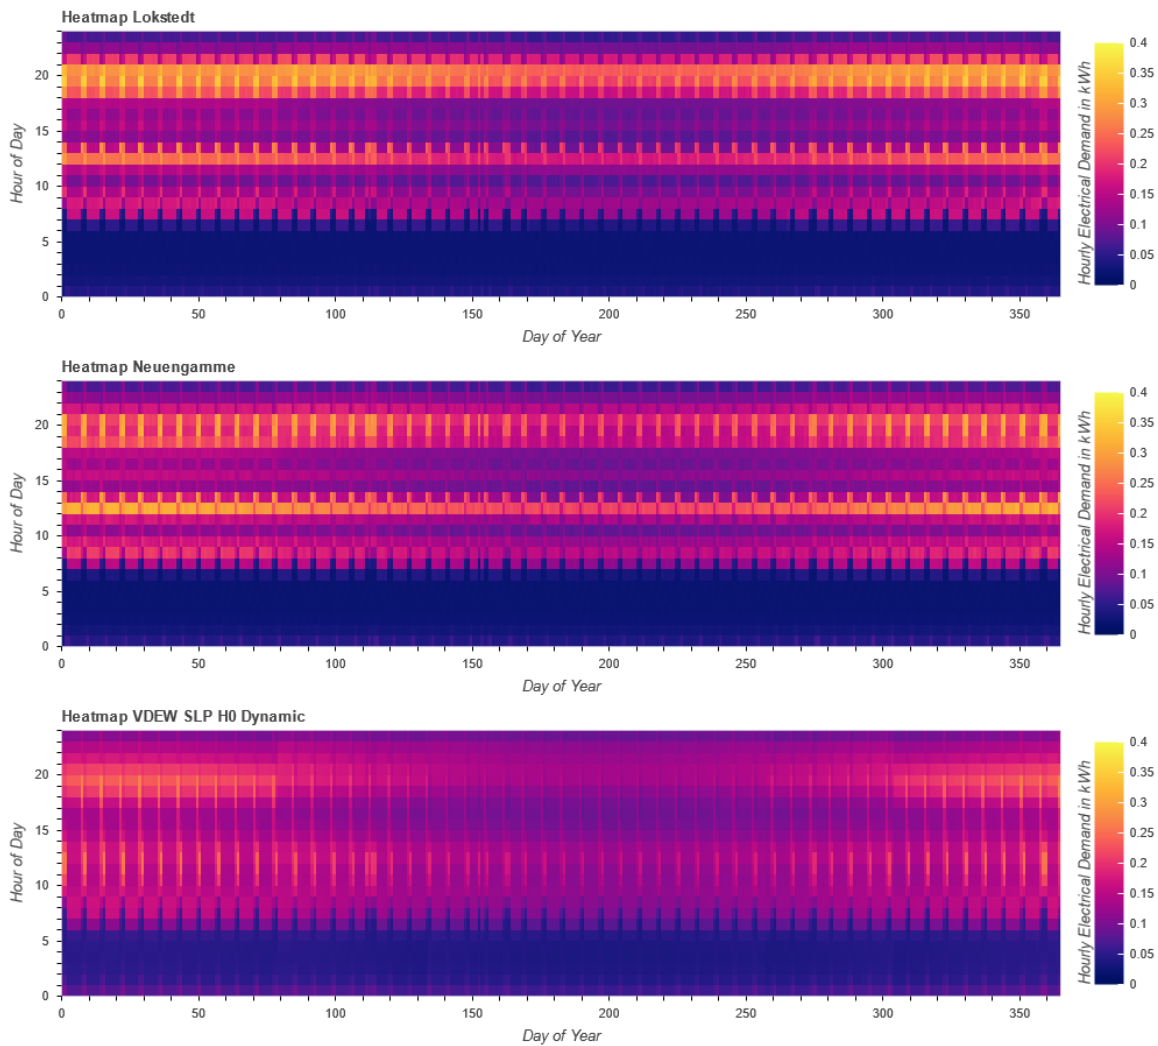 Heatmap Lokstedt
0.4
0.35
0.3
0.25
0.2
0.15
0.1
0.05
0
Hourly Electrical Demand in kWh
20
15
10
5
0
Hour of Day
0 50 100 150 200 250 300 350
Day of Year
Heatmap Neuengamme
0.4
0.35
0.3
0.25
0.2
0.15
0.1
0.05
0
Hourly Electrical Demand in kWh
20
15
10
5
0
Hour of Day
0 50 100 150 200 250 300 350
Day of Year
Heatmap VDEW SLP H0 Dynamic
0.4
0.35
0.3
0.25
0.2
0.15
0.1
0.05
0
Hourly Electrical Demand in kWh
20
15
10
5
0
Hour of Day
0 50 100 150 200 250 300 350
Day of Year